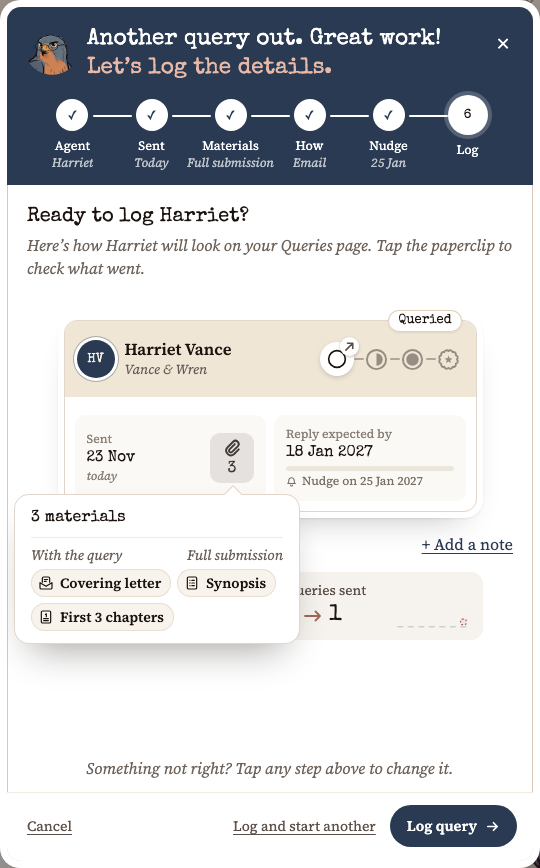 Another query out. Great work!
Let's log the details.
✓ ✓ ✓ ✓ ✓ 6
Agent Sent Materials How Nudge Log
Harriet Today Full submission Email 25 Jan
Ready to log Harriet?
Here's how Harriet will look on your Queries page. Tap the paperclip to
check what went.
Queried
HV
Harriet Vance
Vance & Wren
Sent
23 Nov
today
3
Reply expected by
18 Jan 2027
Nudge on 25 Jan 2027
3 materials
With the query Full submission
Covering letter Synopsis
First 3 chapters
+ Add a note
sent
→ 1
Something not right? Tap any step above to change it.
Cancel Log and start another Log query →